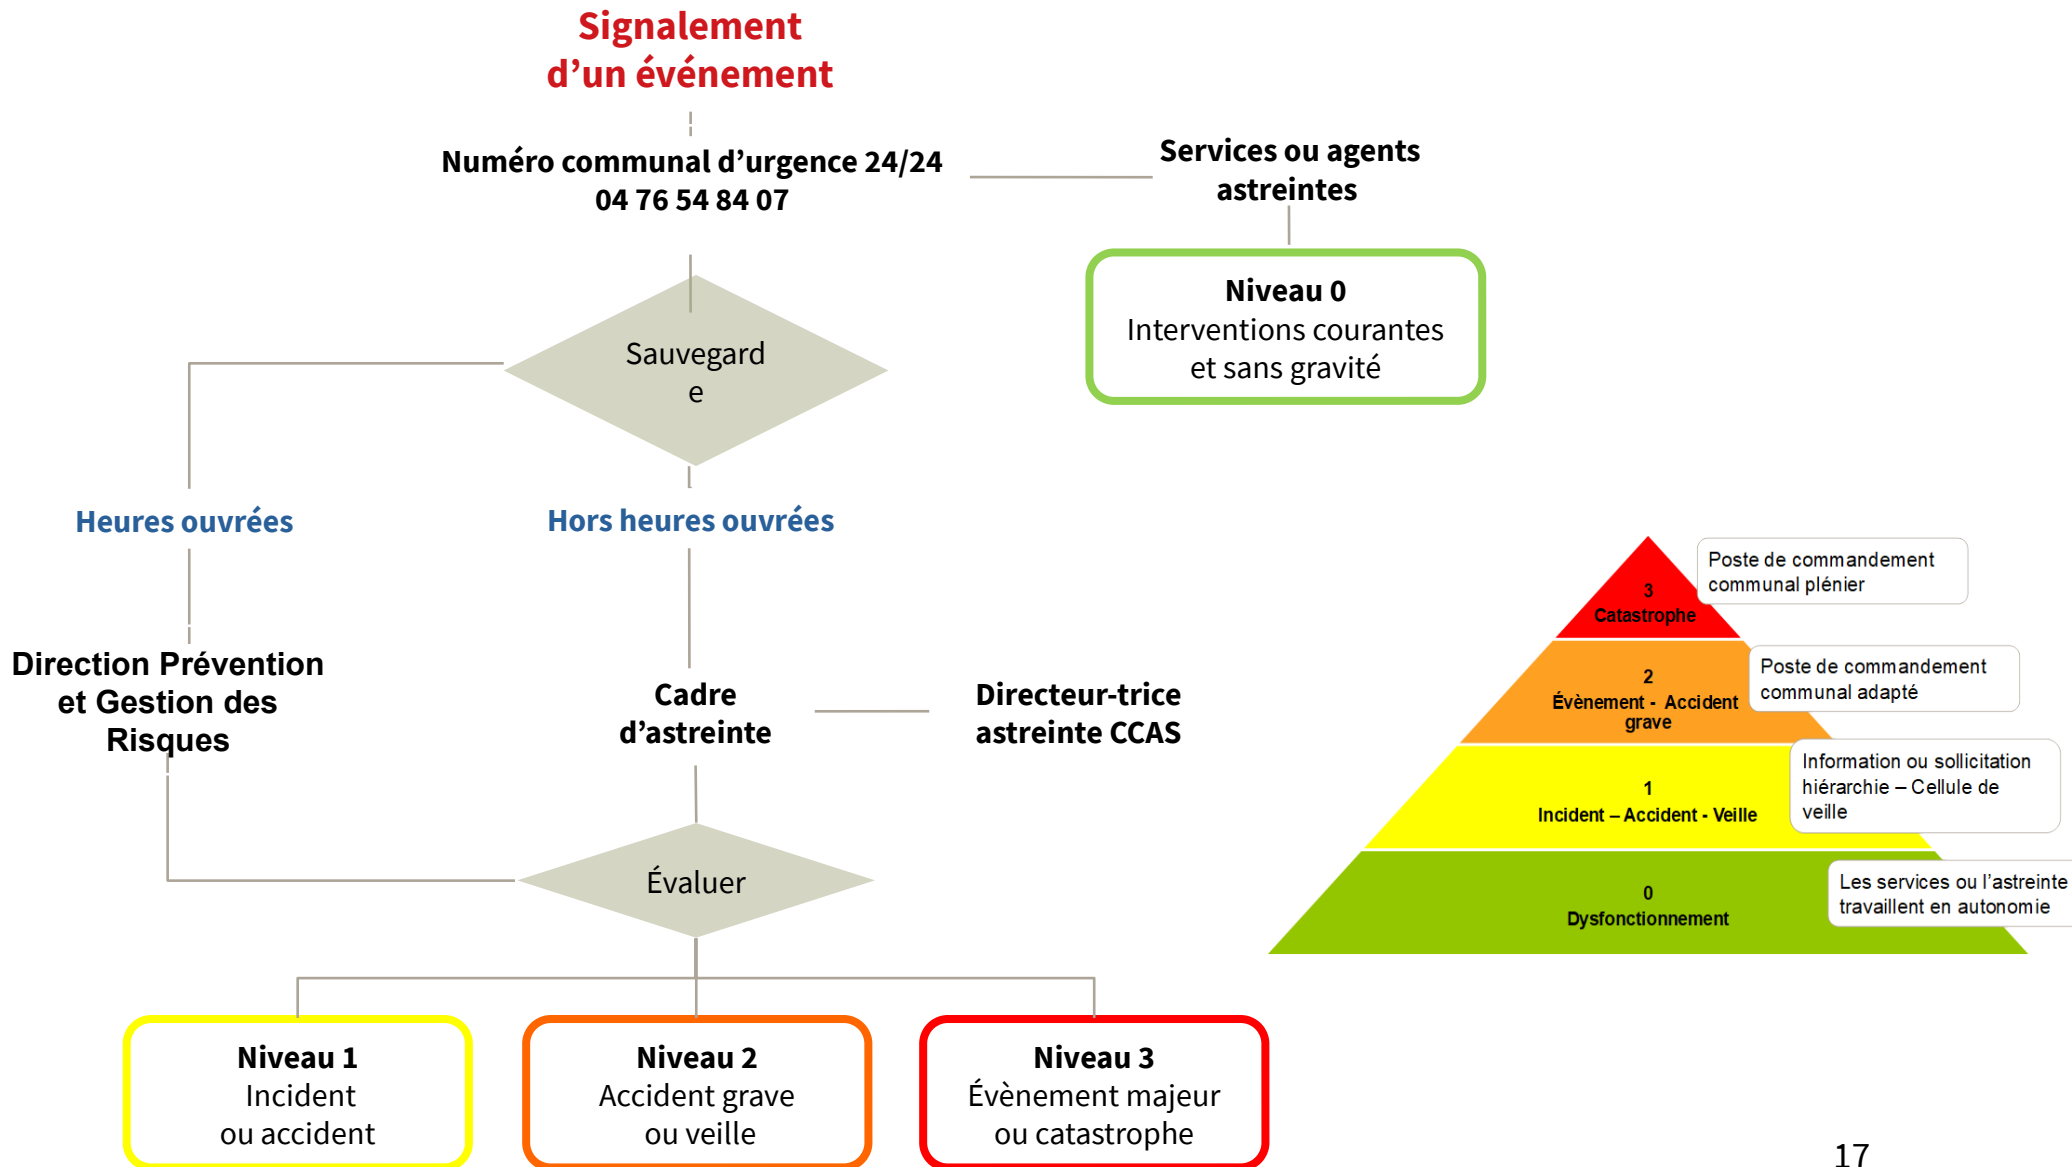 Signalement
d’un événement
Numéro communal d’urgence 24/24
04 76 54 84 07
Services ou agents
astreintes
Niveau 0
Interventions courantes
et sans gravité
Sauvegard
e
Heures ouvrées
Hors heures ouvrées
Direction Prévention
et Gestion des
Risques
Cadre
d’astreinte
Directeur-trice
astreinte CCAS
Évaluer
Niveau 1
Incident
ou accident
Niveau 2
Accident grave
ou veille
Niveau 3
Évènement majeur
ou catastrophe
3
Catastrophe
Poste de commandement
communal plénier
2
Évènement - Accident
grave
Poste de commandement
communal adapté
1
Incident – Accident - Veille
Information ou sollicitation
hiérarchie – Cellule de
veille
0
Dysfonctionnement
Les services ou l’astreinte
travaillent en autonomie
17